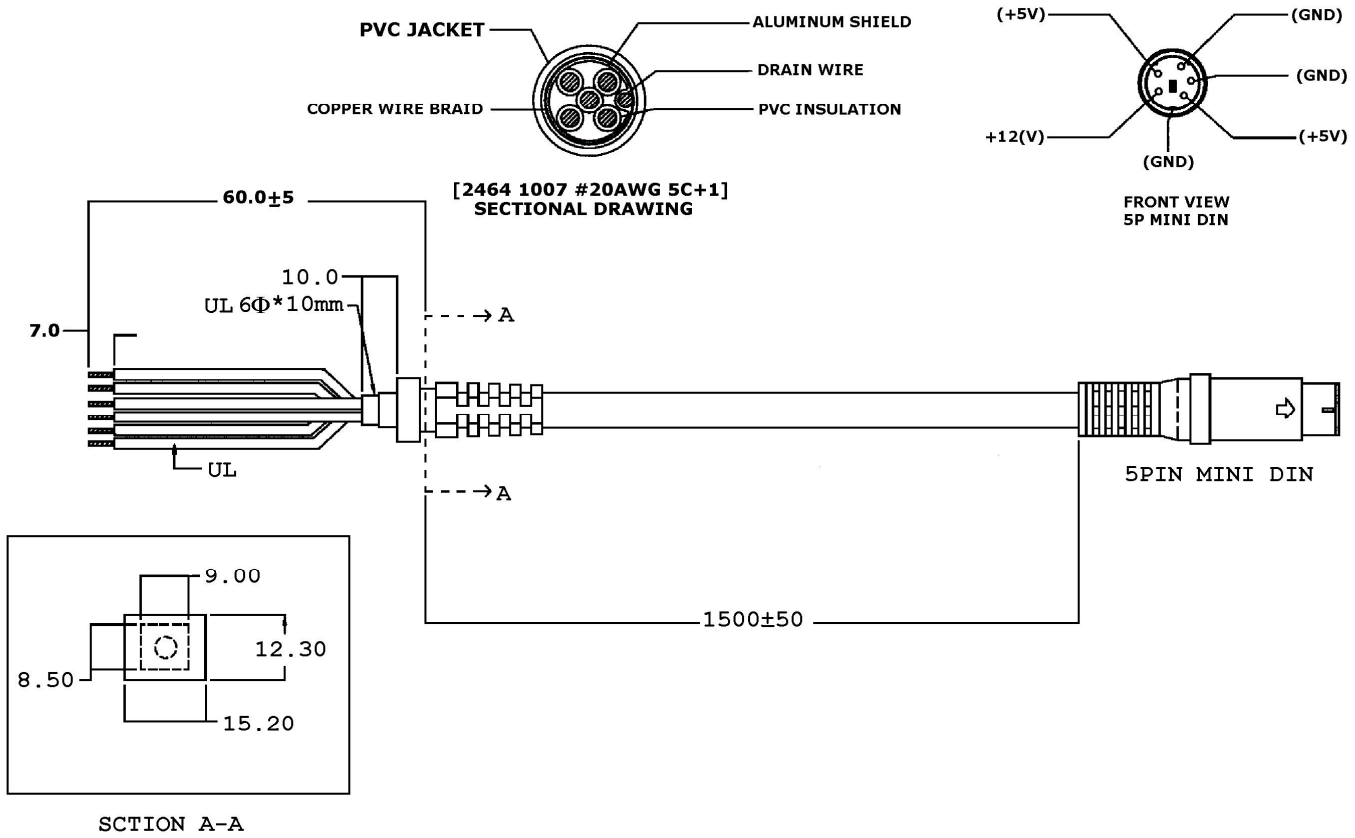 PVC JACKET
ALUMINUM SHIELD
DRAIN WIRE
COPPER WIRE BRAID
PVC INSULATION
[2464 1007 #20AWG 5C+1]
SECTIONAL DRAWING
(+5V)
(GND)
(GND)
+12(V)
(+5V)
(GND)
FRONT VIEW
5P MINI DIN
60.0±5
10.0
UL 6Φ*10mm
7.0
A
UL
A
5PIN MINI DIN
1500±50
9.00
12.30
8.50
15.20
SCTION A-A